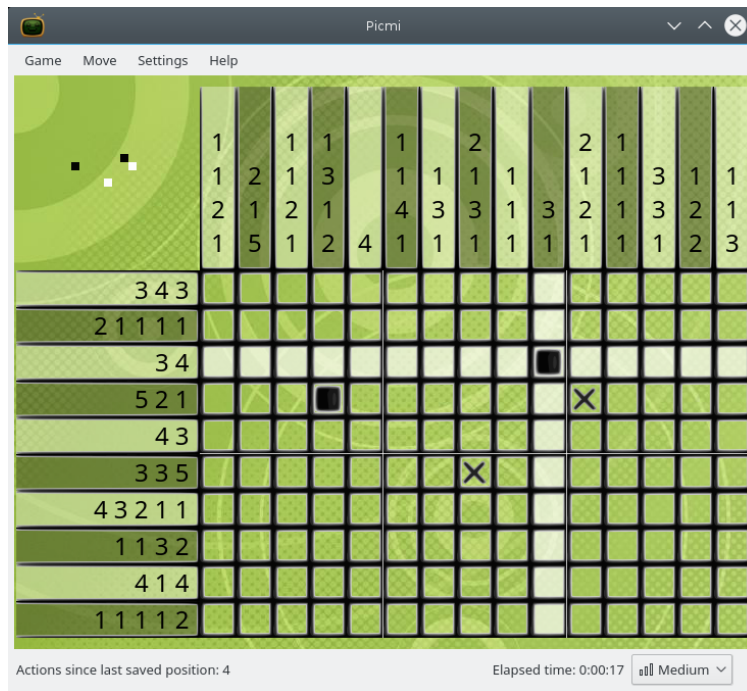 Picmi
Game Move Settings Help
1 1 1 1 2 2 1
1 2 1 3 1 1 1 1 1 1 3 1 1
2 1 2 1 4 3 3 1 3 2 1 3 2 1
1 5 1 2 4 1 1 1 1 1 1 1 1 2 3
3 4 3
2 1 1 1 1
3 4
5 2 1
4 3
3 3 5
4 3 2 1 1
1 1 3 2
4 1 4
1 1 1 1 2
Actions since last saved position: 4 Elapsed time: 0:00:17 Medium